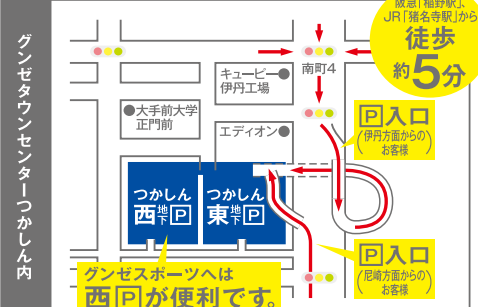 グンゼタウンセンターつかしん内
阪急「稲野駅」、
JR「猪名寺駅」から
徒歩
約5分
南町4
キューピー
伊丹工場
大手前大学
正門前
エディオン
P入口
(伊丹方面からの
お客様)
つかしん
西地下P
つかしん
東地下P
P入口
(尼崎方面からの
お客様)
グンゼスポーツへは
西Pが便利です。